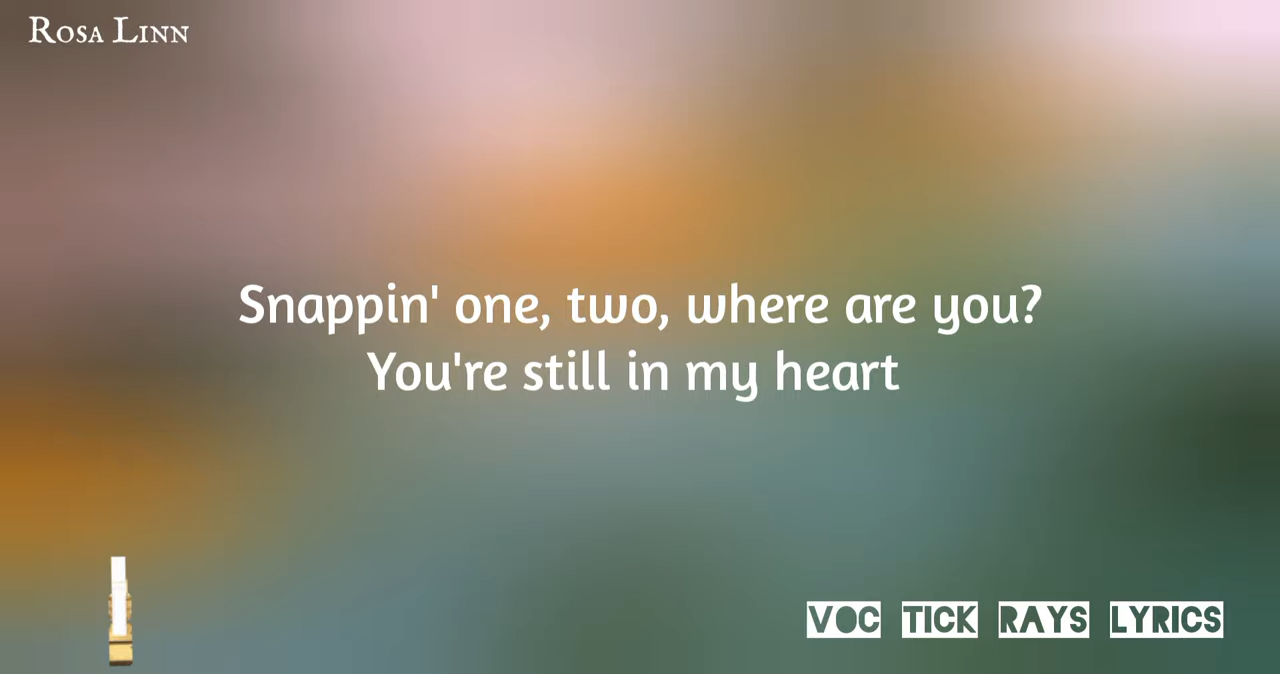 Rosa Linn
Snappin' one, two, where are you?
You're still in my heart
VOC TICK RAYS LYRICS